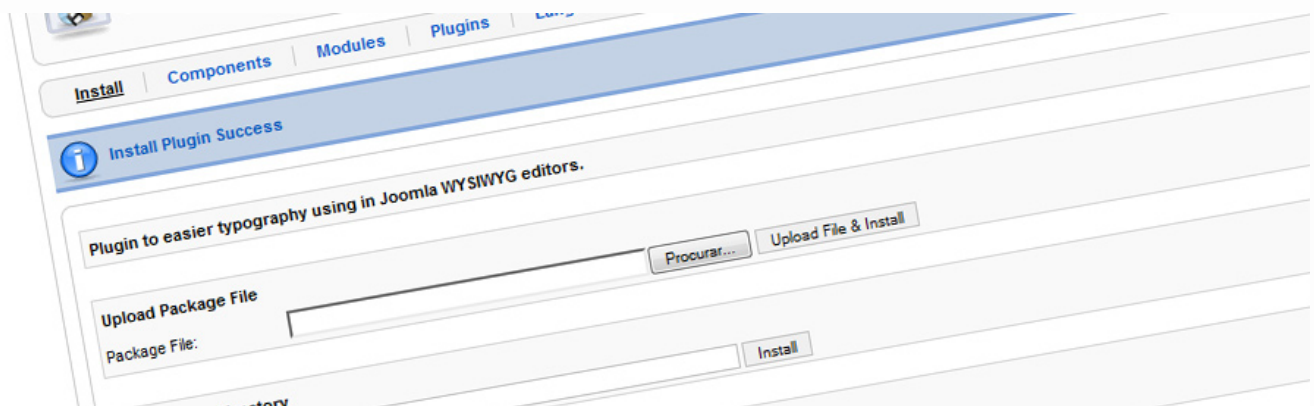 Install Components Modules Plugins
Install Plugin Success
Plugin to easier typography using in Joomla WYSIWYG editors.
Upload Package File
Package File: Procurar... Upload File & Install
Install